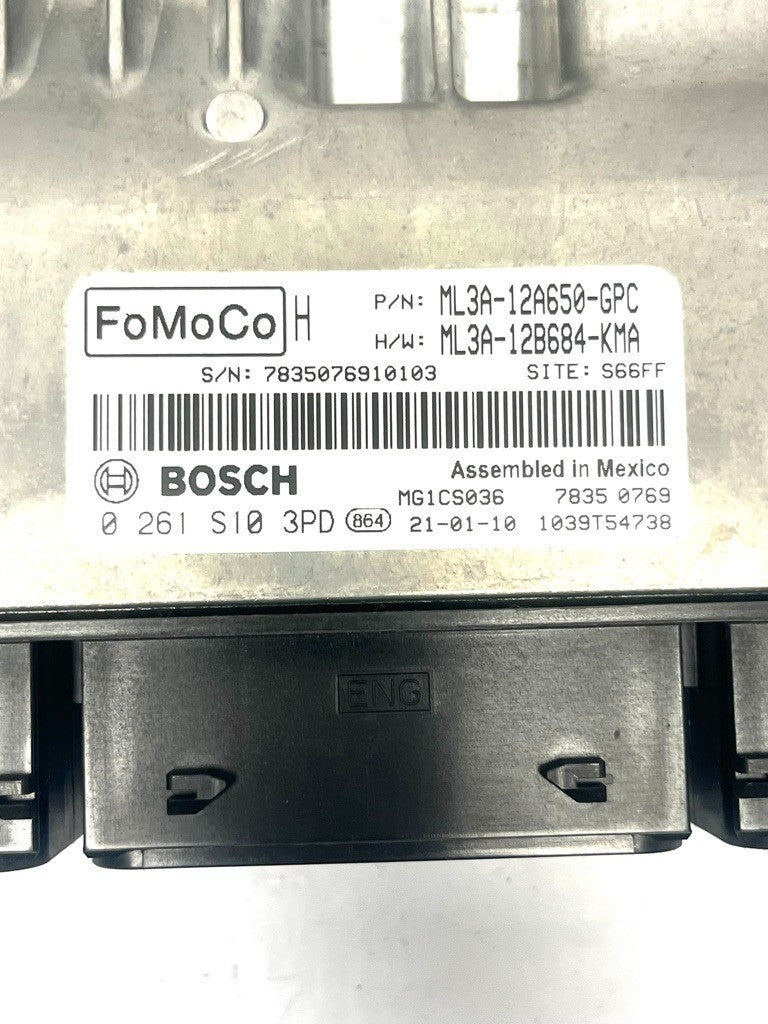 FoMoCo H P/N: ML3A-12A650-GPC
H/W: ML3A-12B684-KMA
S/N: 7835076910103 SITE: S66FF
BOSCH Assembled in Mexico
MG1CS036 7835 0769
0 261 S10 3PD 864 21-01-10 1039T54738
ENG